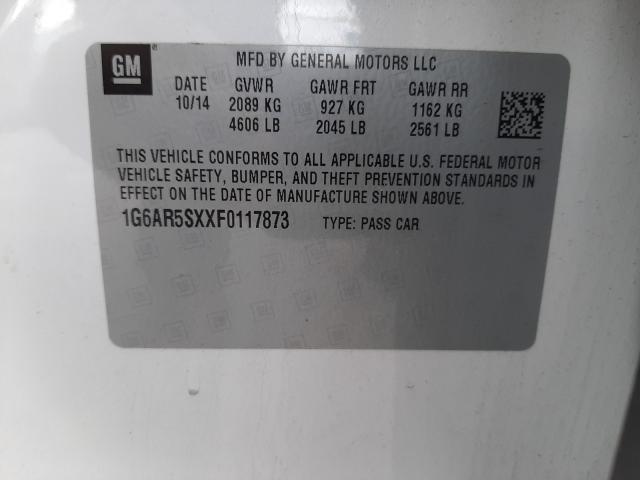 GM ® MFD BY GENERAL MOTORS LLC
DATE GVWR GAWR FRT GAWR RR
10/14 2089 KG 927 KG 1162 KG
4606 LB 2045 LB 2561 LB
THIS VEHICLE CONFORMS TO ALL APPLICABLE U.S. FEDERAL MOTOR
VEHICLE SAFETY, BUMPER, AND THEFT PREVENTION STANDARDS IN
EFFECT ON THE DATE OF MANUFACTURE SHOWN ABOVE.
1G6AR5SXXF0117873 TYPE: PASS CAR